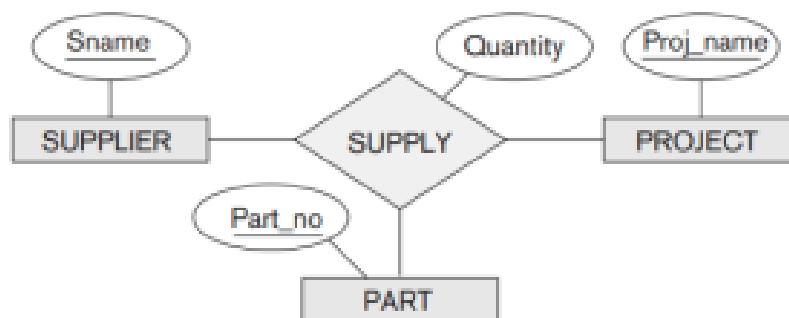 Sname
Quantity
Proj_name
SUPPLIER
SUPPLY
PROJECT
Part_no
PART